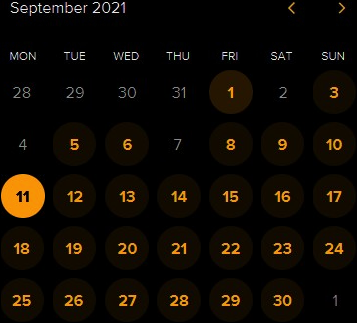 September 2021
MON TUE WED THU FRI SAT SUN
28 29 30 31 1 2 3
4 5 6 7 8 9 10
11 12 13 14 15 16 17
18 19 20 21 22 23 24
25 26 27 28 29 30 1